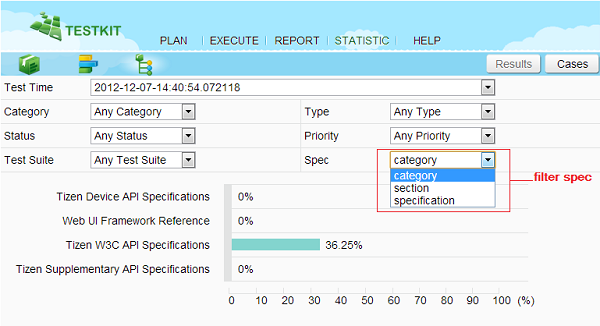 TESTKIT
PLAN EXECUTE REPORT STATISTIC HELP
Results Cases
Test Time 2012-12-07-14:40:54.072118
Category Any Category Type Any Type
Status Any Status Priority Any Priority
Test Suite Any Test Suite Spec category
category
section
specification
filter spec
Tizen Device API Specifications 0%
Web UI Framework Reference 0%
Tizen W3C API Specifications 36.25%
Tizen Supplementary API Specifications 0%
0 10 20 30 40 50 60 70 80 90 100 (%)